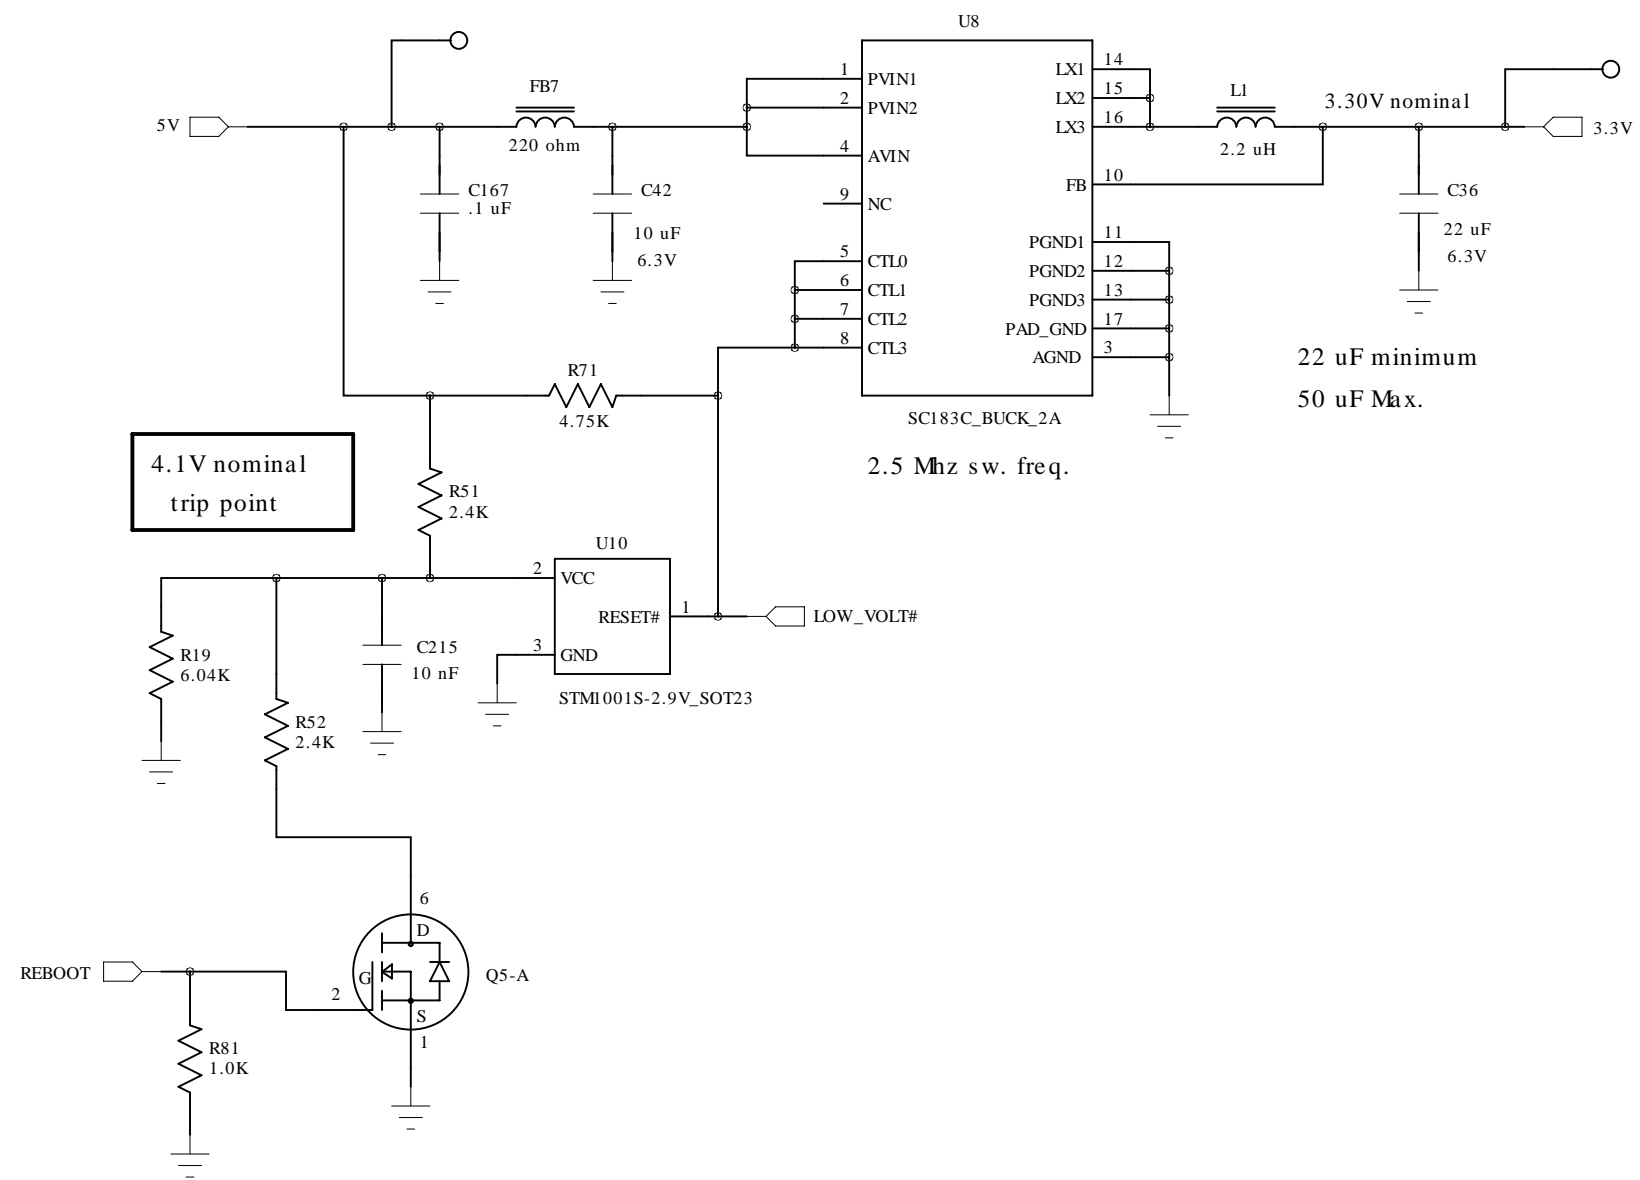 U8
5V
FB7
220 ohm
C167
.1 uF
C42
10 uF
6.3V
1
PVIN1
2
PVIN2
4
AVIN
9
NC
5
CTL0
6
CTL1
7
CTL2
8
CTL3
LX1
14
LX2
15
LX3
16
FB
10
PGND1
11
PGND2
12
PGND3
13
PAD_GND
17
AGND
3
SC183C_BUCK_2A
2.5 Mhz sw. freq.
L1
2.2 uH
3.30V nominal
3.3V
C36
22 uF
6.3V
22 uF minimum
50 uF Max.
R71
4.75K
4.1V nominal
trip point
R51
2.4K
U10
2
VCC
RESET#
1
3
GND
STM1001S-2.9V_SOT23
LOW_VOLT#
R19
6.04K
C215
10 nF
R52
2.4K
6
D
G
S
Q5-A
2
1
REBOOT
R81
1.0K